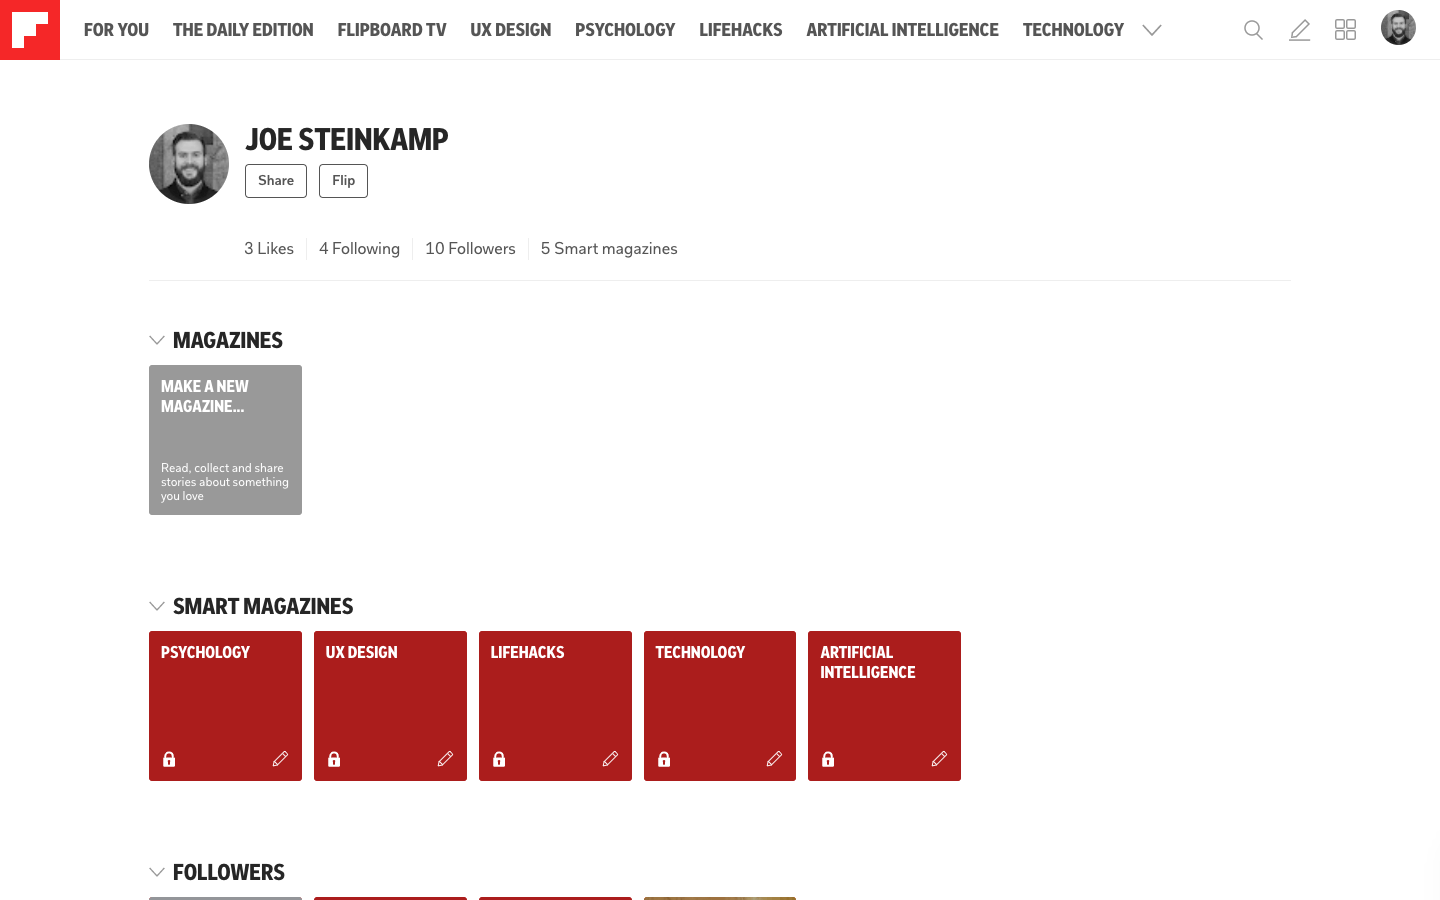 FOR YOU THE DAILY EDITION FLIPBOARD TV UX DESIGN PSYCHOLOGY LIFEHACKS ARTIFICIAL INTELLIGENCE TECHNOLOGY
JOE STEINKAMP
Share Flip
3 Likes 4 Following 10 Followers 5 Smart magazines
MAGAZINES
MAKE A NEW
MAGAZINE...
Read, collect and share
stories about something
you love
SMART MAGAZINES
PSYCHOLOGY
UX DESIGN
LIFEHACKS
TECHNOLOGY
ARTIFICIAL
INTELLIGENCE
FOLLOWERS